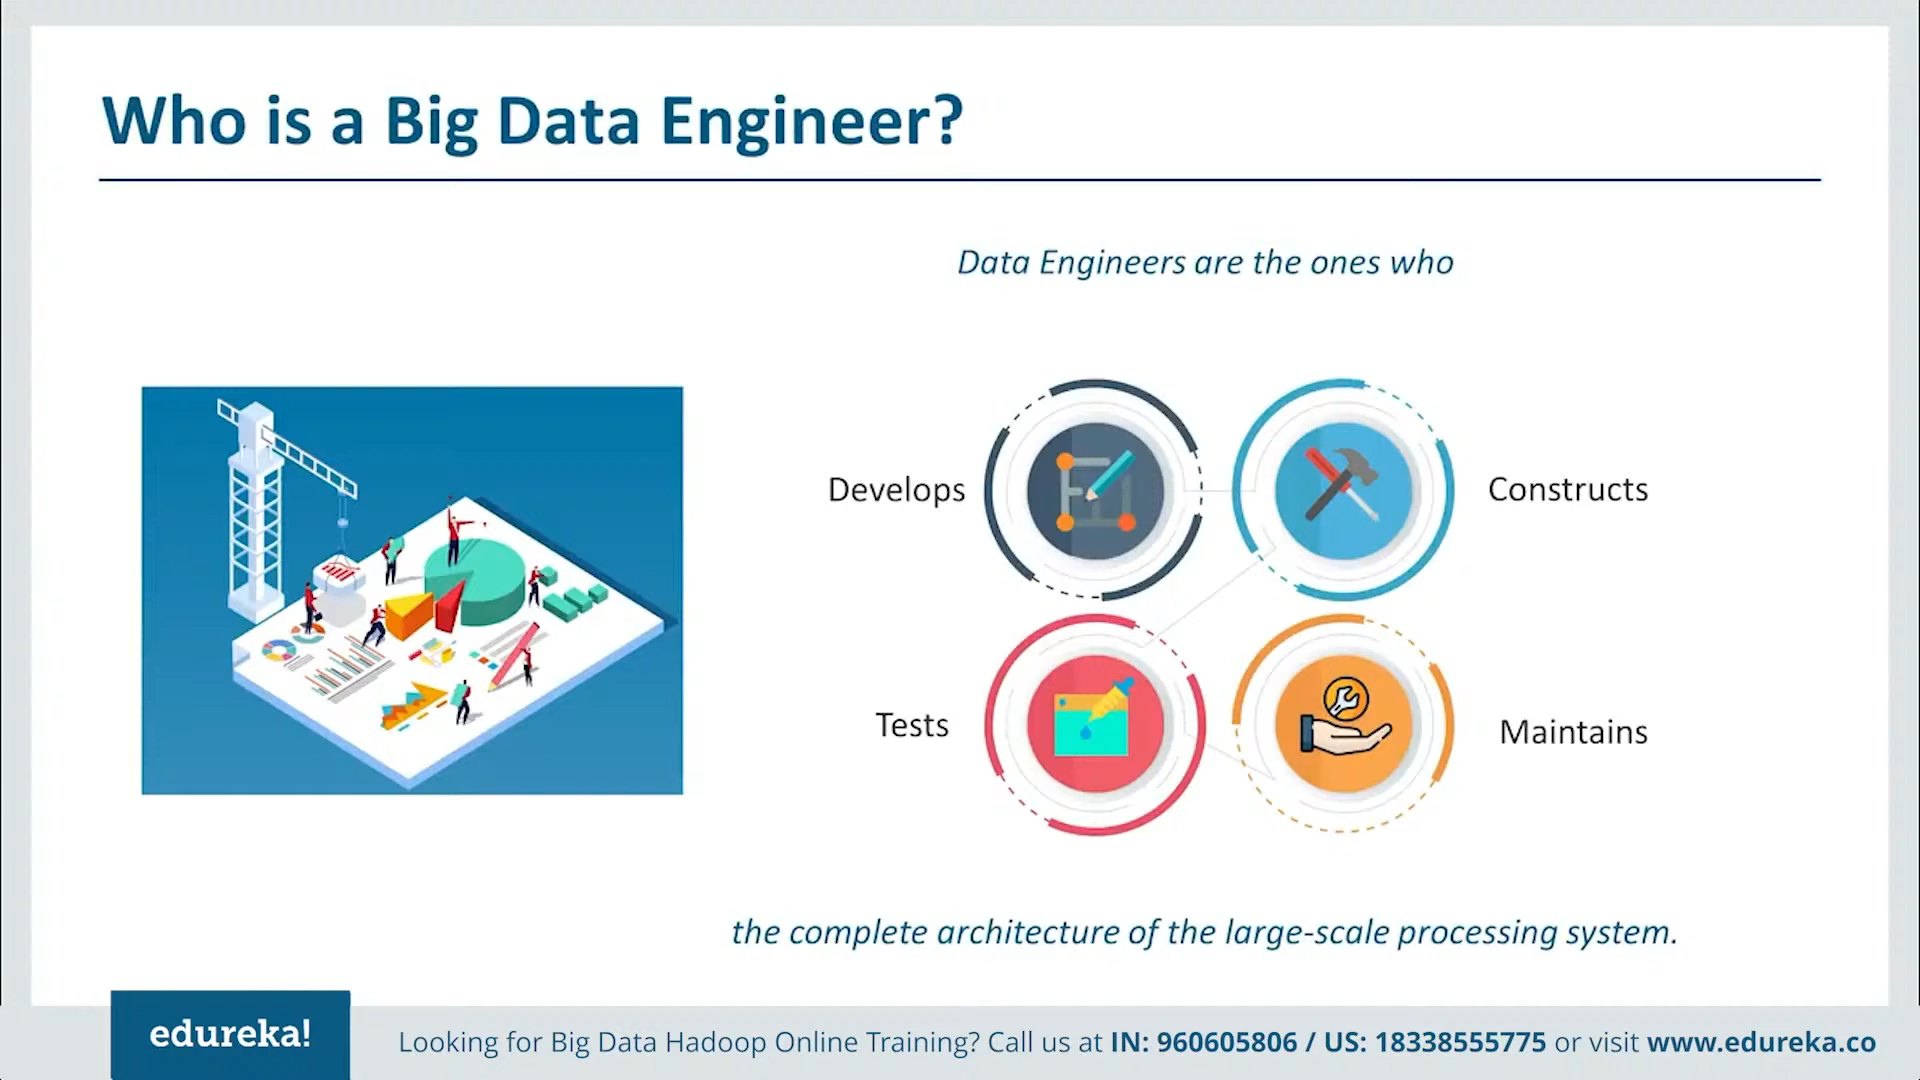 Who is a Big Data Engineer?
Data Engineers are the ones who
Develops
Constructs
Tests
Maintains
the complete architecture of the large-scale processing system.
edureka!
Looking for Big Data Hadoop Online Training? Call us at IN: 960605806 / US: 18338555775 or visit www.edureka.co